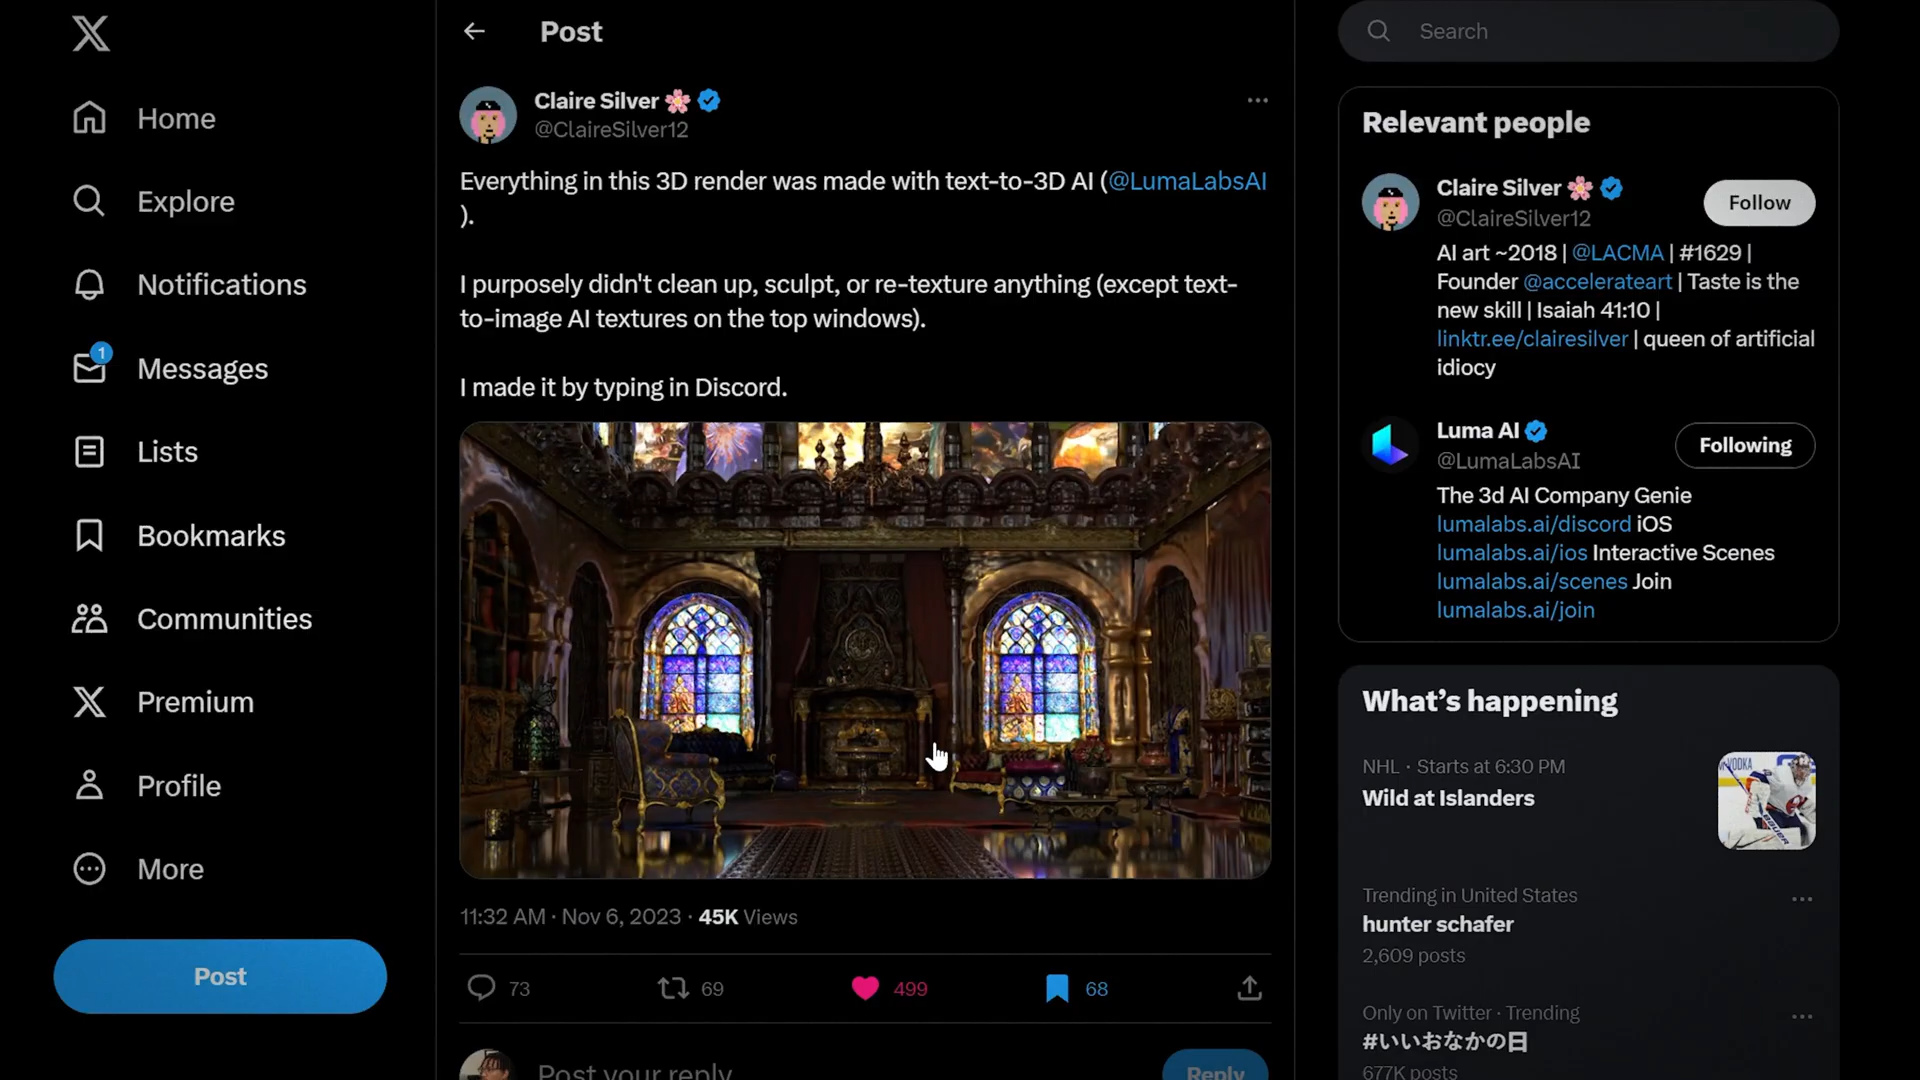 Home
Explore
Notifications
1
Messages
Lists
Bookmarks
Communities
Premium
Profile
More
Post
Post
Claire Silver
@ClaireSilver12
Everything in this 3D render was made with text-to-3D AI (@LumaLabsAI
).
I purposely didn't clean up, sculpt, or re-texture anything (except text-
to-image AI textures on the top windows).
I made it by typing in Discord.
11:32 AM · Nov 6, 2023 · 45K Views
73
69
499
68
Post your reply
Reply
Search
Relevant people
Claire Silver
@ClaireSilver12
Follow
AI art ~2018 | @LACMA | #1629 |
Founder @accelerateart | Taste is the
new skill | Isaiah 41:10 |
linktr.ee/clairesilver | queen of artificial
idiocy
Luma AI
@LumaLabsAI
Following
The 3d AI Company Genie
lumalabs.ai/discord iOS
lumalabs.ai/ios Interactive Scenes
lumalabs.ai/scenes Join
lumalabs.ai/join
What's happening
NHL · Starts at 6:30 PM
Wild at Islanders
VODKA
Trending in United States
hunter schafer
2,609 posts
Only on Twitter · Trending
#いいおなかの日
677K posts